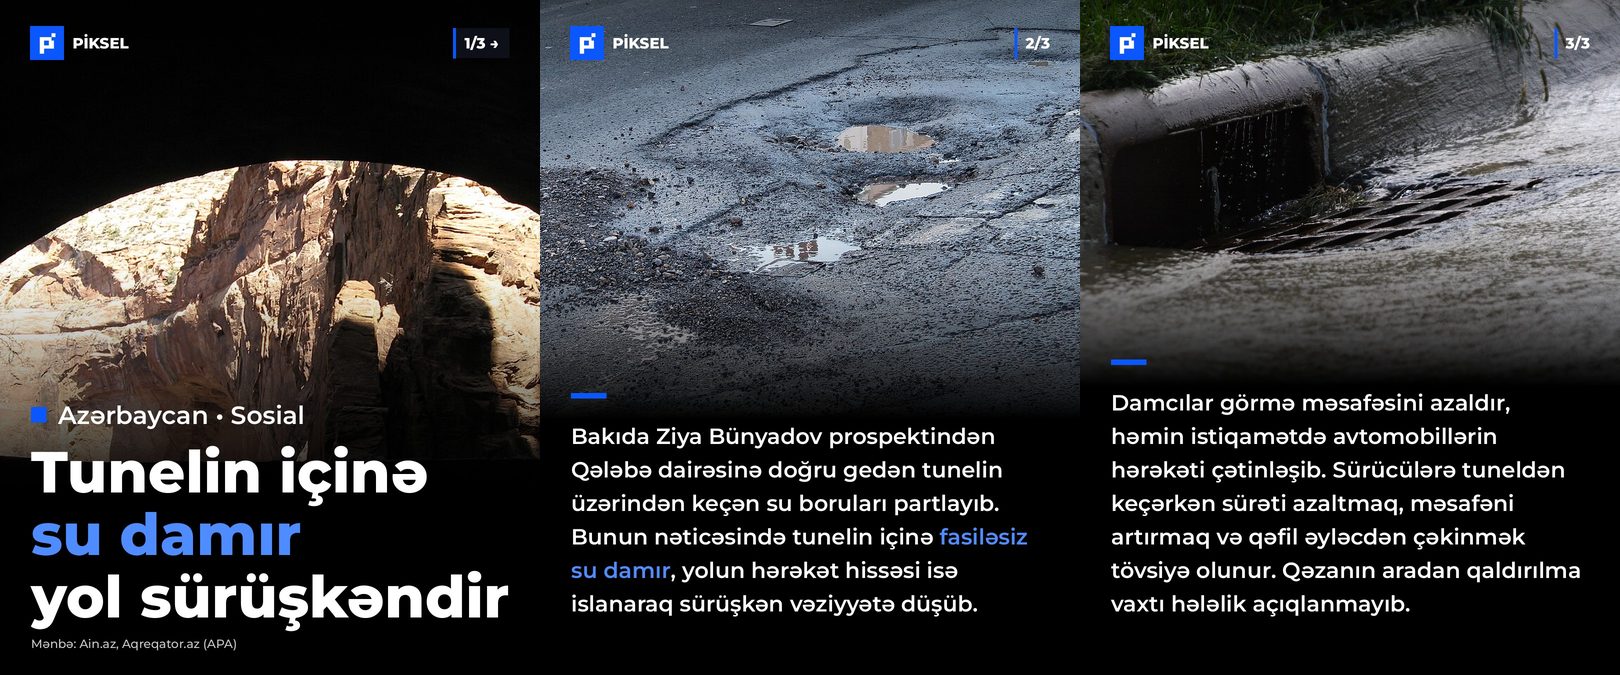 PİKSEL
1/3 →
Azərbaycan • Sosial
Tunelin içinə
su damır
yol sürüşkəndir
Mənbə: Ain.az, Aqreqator.az (APA)
PİKSEL
2/3
Bakıda Ziya Bünyadov prospektindən
Qələbə dairəsinə doğru gedən tunelin
üzərindən keçən su boruları partlayıb.
Bunun nəticəsində tunelin içinə fasiləsiz
su damır, yolun hərəkət hissəsi isə
islanaraq sürüşkən vəziyyətə düşüb.
PİKSEL
3/3
Damcılar görmə məsafəsini azaldır,
həmin istiqamətdə avtomobillərin
hərəkəti çətinləşib. Sürücülərə tuneldən
keçərkən sürəti azaltmaq, məsafəni
artırmaq və qəfil əyləcdən çəkinmək
tövsiyə olunur. Qəzanın aradan qaldırılma
vaxtı hələlik açıqlanmayıb.